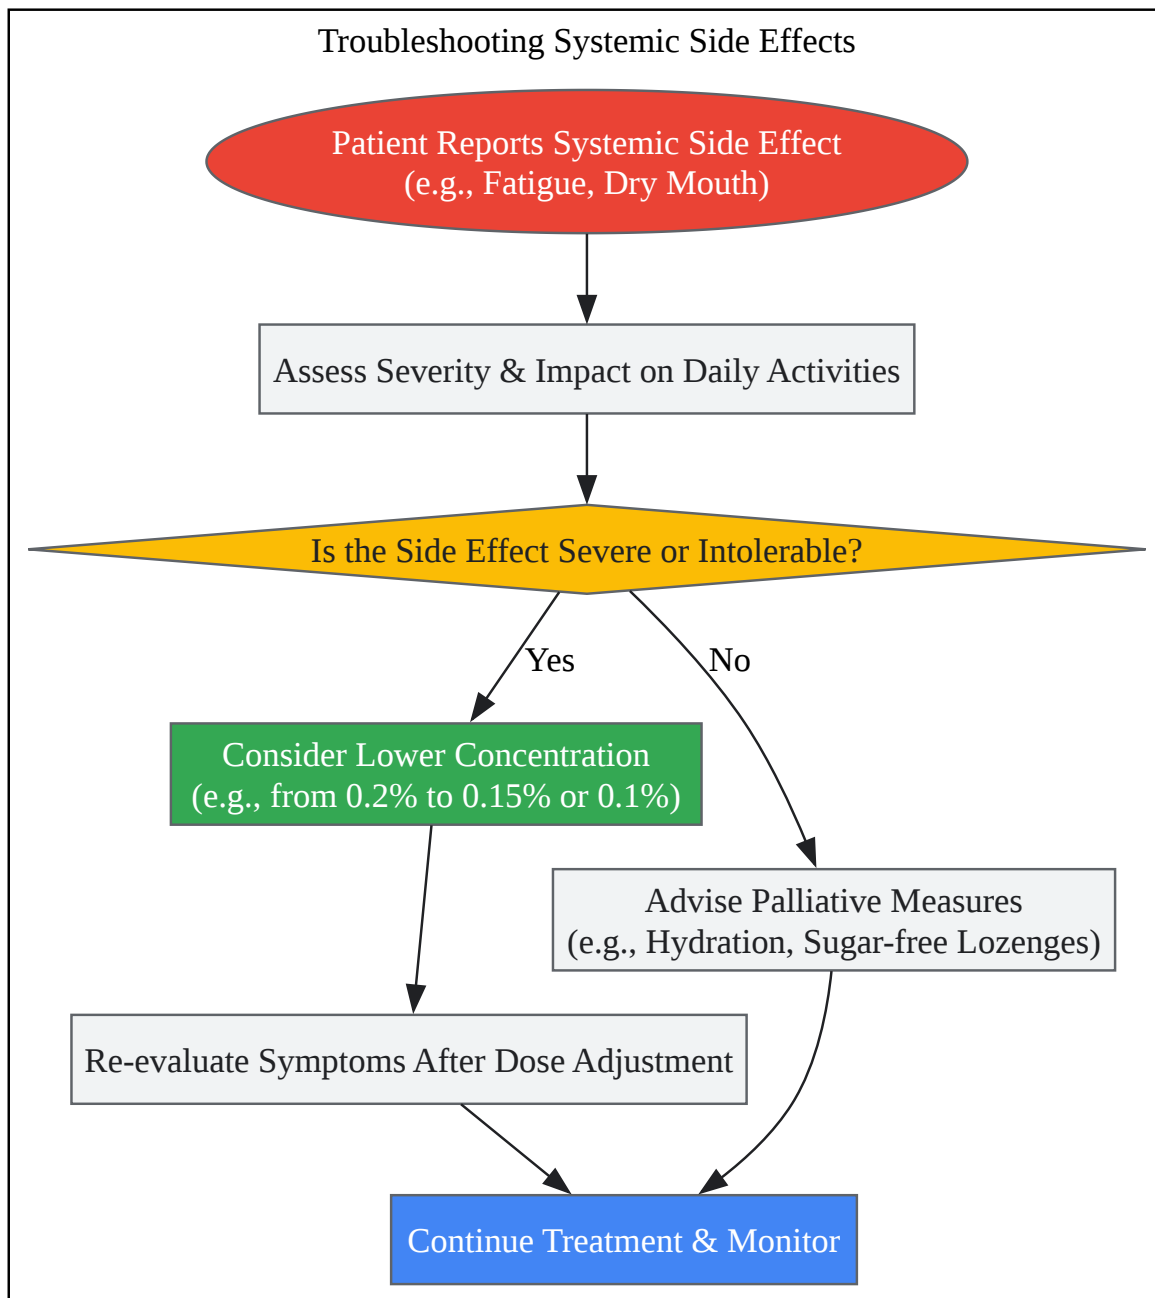 Troubleshooting Systemic Side Effects
Patient Reports Systemic Side Effect
(e.g., Fatigue, Dry Mouth)
Assess Severity & Impact on Daily Activities
Is the Side Effect Severe or Intolerable?
Yes
No
Consider Lower Concentration
(e.g., from 0.2% to 0.15% or 0.1%)
Advise Palliative Measures
(e.g., Hydration, Sugar-free Lozenges)
Re-evaluate Symptoms After Dose Adjustment
Continue Treatment & Monitor